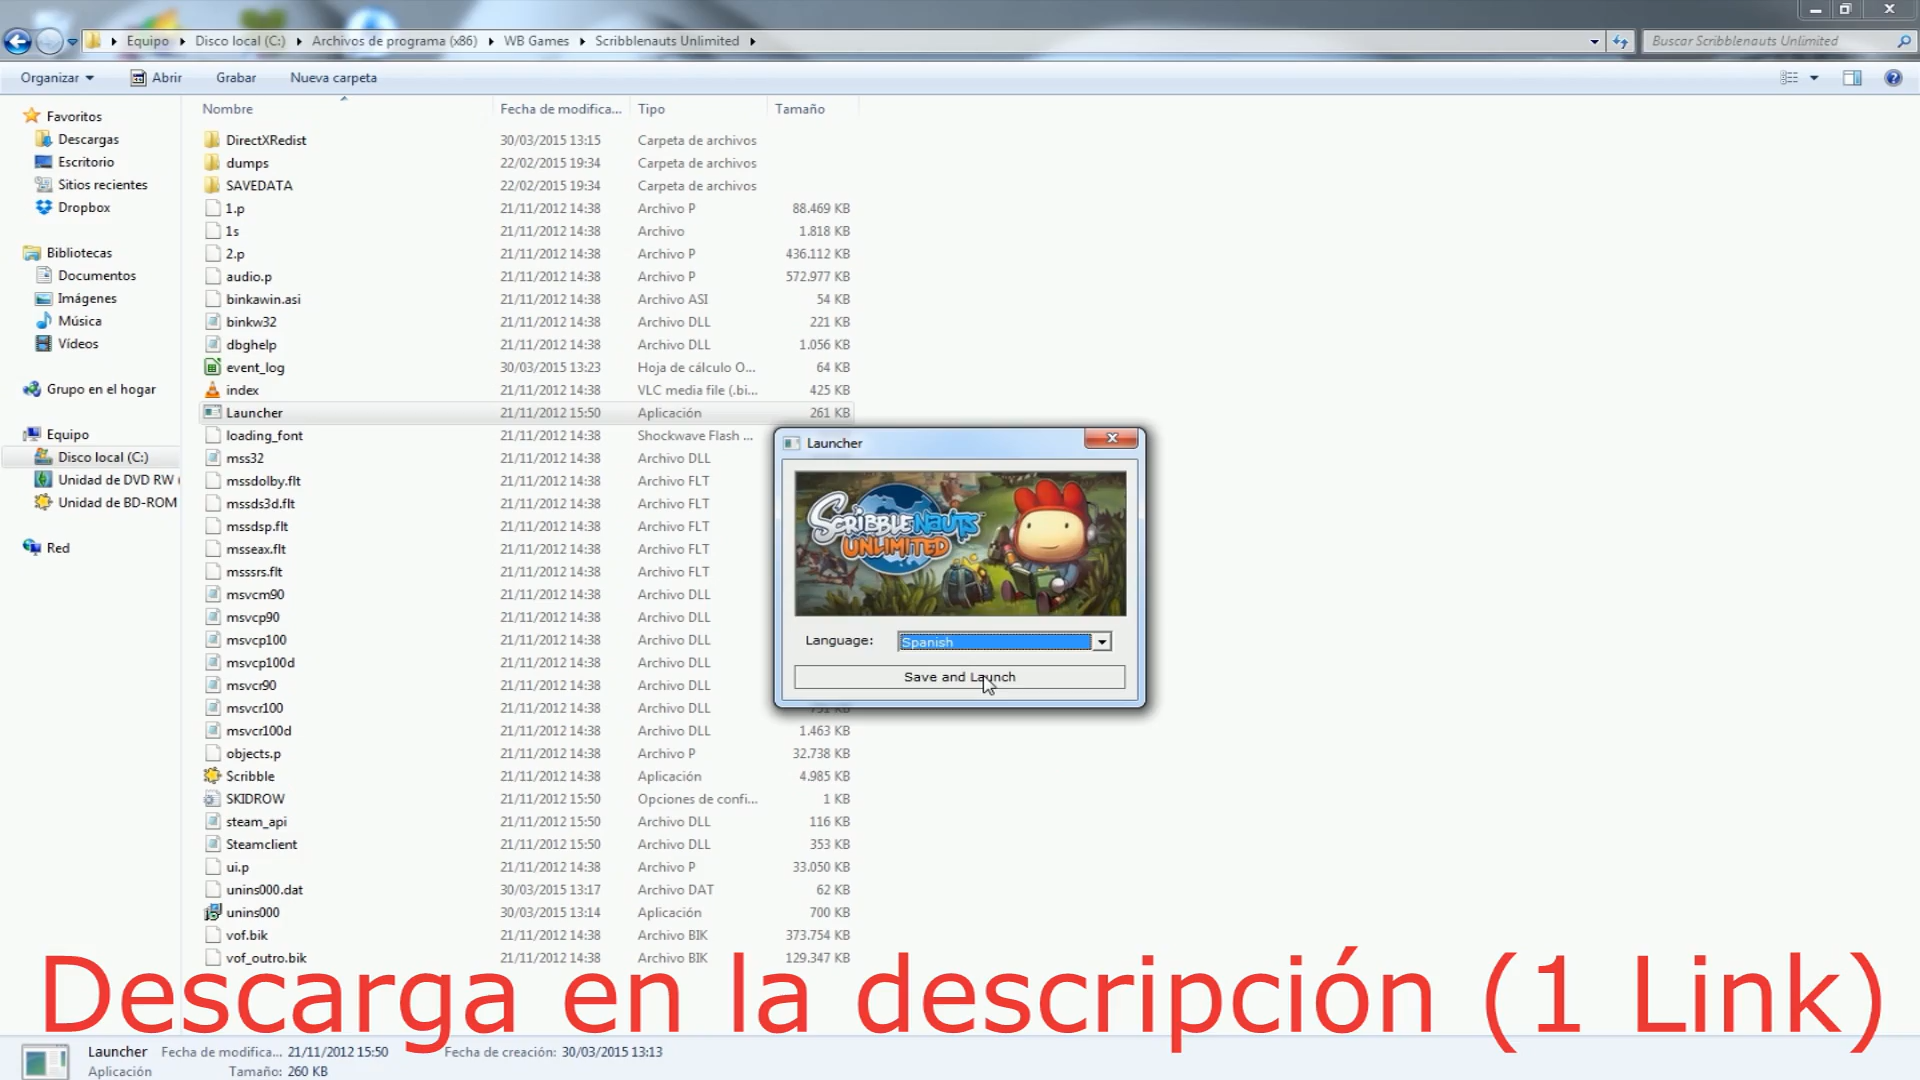 Equipo Disco local (C:) Archivos de programa (x86) WB Games Scribblenauts Unlimited
Buscar Scribblenauts Unlimited
Organizar Abrir Grabar Nueva carpeta
Favoritos
Descargas
Escritorio
Sitios recientes
Dropbox
Bibliotecas
Documentos
Imágenes
Música
Vídeos
Grupo en el hogar
Equipo
Disco local (C:)
Unidad de DVD RW
Unidad de BD-ROM
Red
Nombre Fecha de modifica... Tipo Tamaño
DirectXRedist 30/03/2015 13:15 Carpeta de archivos
dumps 22/02/2015 19:34 Carpeta de archivos
SAVEDATA 22/02/2015 19:34 Carpeta de archivos
1.p 21/11/2012 14:38 Archivo P 88.469 KB
1s 21/11/2012 14:38 Archivo 1.818 KB
2.p 21/11/2012 14:38 Archivo P 436.112 KB
audio.p 21/11/2012 14:38 Archivo P 572.977 KB
binkawin.asi 21/11/2012 14:38 Archivo ASI 54 KB
binkw32 21/11/2012 14:38 Archivo DLL 221 KB
dbghelp 21/11/2012 14:38 Archivo DLL 1.056 KB
event_log 30/03/2015 13:23 Hoja de cálculo O... 64 KB
index 21/11/2012 14:38 VLC media file (.bi... 425 KB
Launcher 21/11/2012 15:50 Aplicación 261 KB
loading_font 21/11/2012 14:38 Shockwave Flash ...
mss32 21/11/2012 14:38 Archivo DLL
mssdolby.flt 21/11/2012 14:38 Archivo FLT
mssds3d.flt 21/11/2012 14:38 Archivo FLT
mssdsp.flt 21/11/2012 14:38 Archivo FLT
msseax.flt 21/11/2012 14:38 Archivo FLT
msssrs.flt 21/11/2012 14:38 Archivo FLT
msvcm90 21/11/2012 14:38 Archivo DLL
msvcp90 21/11/2012 14:38 Archivo DLL
msvcp100 21/11/2012 14:38 Archivo DLL
msvcp100d 21/11/2012 14:38 Archivo DLL
msvcr90 21/11/2012 14:38 Archivo DLL
msvcr100 21/11/2012 14:38 Archivo DLL
msvcr100d 21/11/2012 14:38 Archivo DLL 1.463 KB
objects.p 21/11/2012 14:38 Archivo P 32.738 KB
Scribble 21/11/2012 14:38 Aplicación 4.985 KB
SKIDROW 21/11/2012 15:50 Opciones de confi... 1 KB
steam_api 21/11/2012 15:50 Archivo DLL 116 KB
Steamclient 21/11/2012 15:50 Archivo DLL 353 KB
ui.p 21/11/2012 14:38 Archivo P 33.050 KB
unins000.dat 30/03/2015 13:17 Archivo DAT 62 KB
unins000 30/03/2015 13:14 Aplicación 700 KB
vof.bik 21/11/2012 14:38 Archivo BIK 373.754 KB
vof_outro.bik 21/11/2012 14:38 Archivo BIK 129.347 KB
Launcher
SCRIBBLENAUTS
UNLIMITED
Language: Spanish
Save and Launch
Descarga en la descripción (1 Link)
Launcher Fecha de modifica... 21/11/2012 15:50 Fecha de creación: 30/03/2015 13:13
Aplicación Tamaño: 260 KB